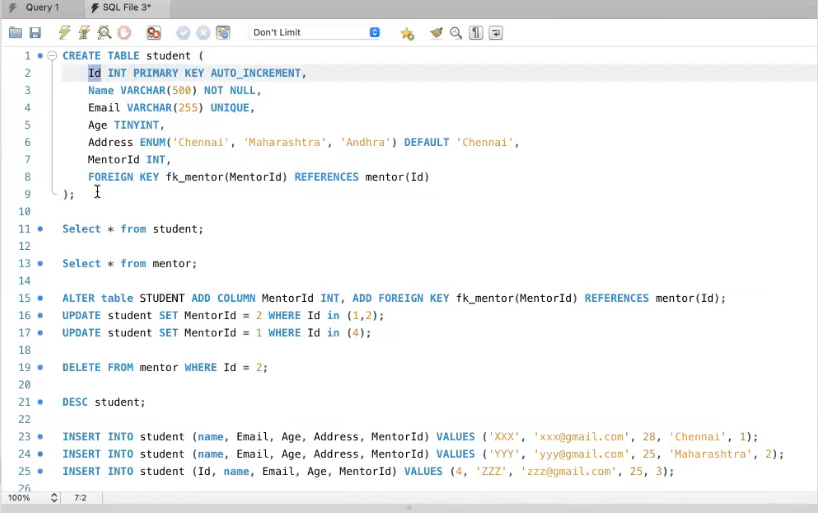 Query 1
SQL File 3*
Don't Limit
1 CREATE TABLE student (
2 Id INT PRIMARY KEY AUTO_INCREMENT,
3 Name VARCHAR(500) NOT NULL,
4 Email VARCHAR(255) UNIQUE,
5 Age TINYINT,
6 Address ENUM('Chennai', 'Maharashtra', 'Andhra') DEFAULT 'Chennai',
7 MentorId INT,
8 FOREIGN KEY fk_mentor(MentorId) REFERENCES mentor(Id)
9 );
10
11 Select * from student;
12
13 Select * from mentor;
14
15 ALTER table STUDENT ADD COLUMN MentorId INT, ADD FOREIGN KEY fk_mentor(MentorId) REFERENCES mentor(Id);
16 UPDATE student SET MentorId = 2 WHERE Id in (1,2);
17 UPDATE student SET MentorId = 1 WHERE Id in (4);
18
19 DELETE FROM mentor WHERE Id = 2;
20
21 DESC student;
22
23 INSERT INTO student (name, Email, Age, Address, MentorId) VALUES ('XXX', 'xxx@gmail.com', 28, 'Chennai', 1);
24 INSERT INTO student (name, Email, Age, Address, MentorId) VALUES ('YYY', 'yyy@gmail.com', 25, 'Maharashtra', 2);
25 INSERT INTO student (Id, name, Email, Age, MentorId) VALUES (4, 'ZZZ', 'zzz@gmail.com', 25, 3);
26
100% 7:2